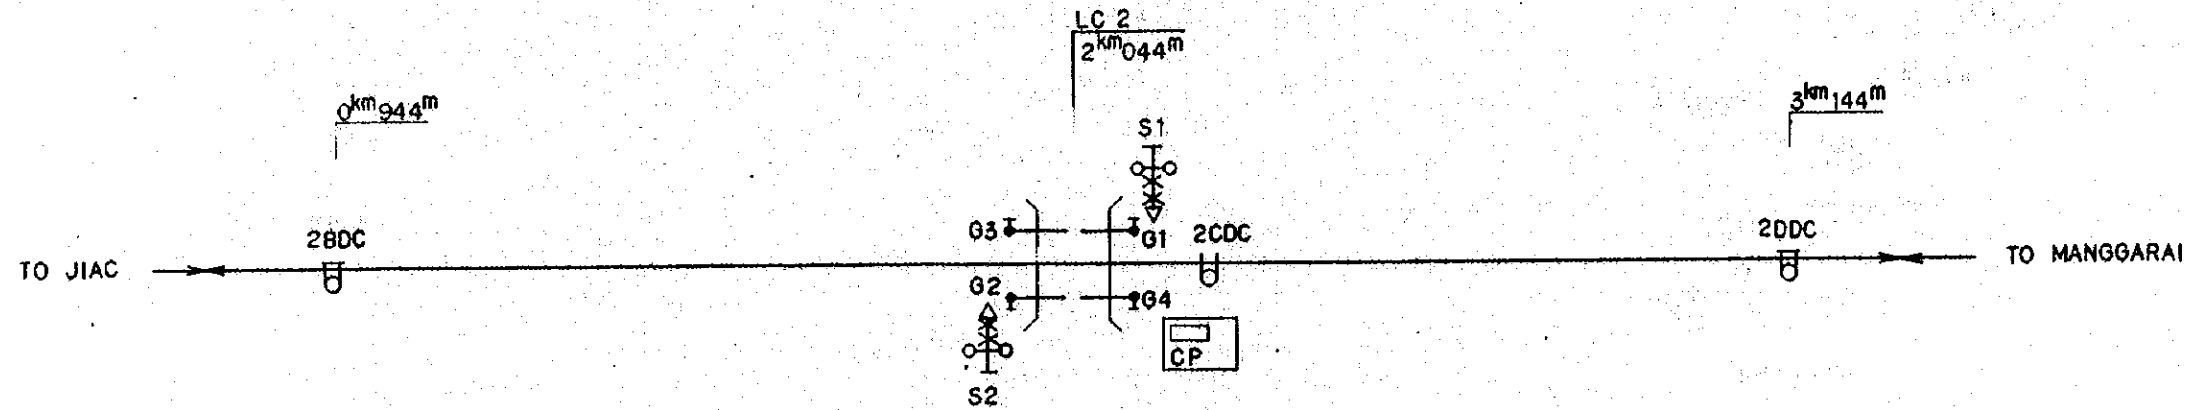 LC 2
2km044m
0km944m
3km144m
S1
G3
G1
2CDC
2BDC
2DDC
TO JIAC
TO MANGGARAI
G2
G4
CP
S2